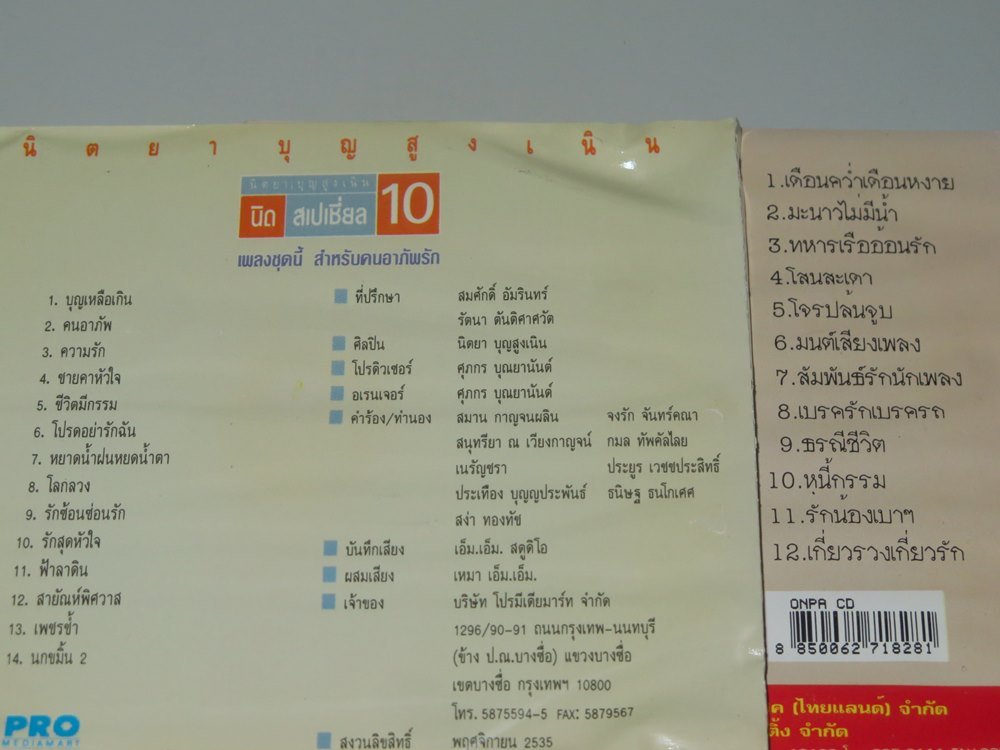 นิตยา บุญสูงเนิน
นิตยา บุญสูงเนิน
นิด สเปเชี่ยล 10
เพลงชุดนี้ สำหรับคนอาภัพรัก
1. บุญเหลือเกิน
2. คนอาภัพ
3. ความรัก
4. ชายคาหัวใจ
5. ชีวิตมีกรรม
6. โปรดอย่ารักฉัน
7. หยาดน้ำฝนหยดน้ำตา
8. โลกลวง
9. รักซ้อนซ่อนรัก
10. รักสุดหัวใจ
11. ฟ้าลาดิน
12. สายัณห์พิศวาส
13. เพชรช้ำ
14. นกขมิ้น 2
PRO
MEDIAMART
ที่ปรึกษา สมศักดิ์ อัมรินทร์
รัตนา ตันติศาศวัต
ศิลปิน นิตยา บุญสูงเนิน
โปรดิวเซอร์ ศุภกร บุณยานันต์
อเรนเจอร์ ศุภกร บุณยานันต์
คำร้อง/ทำนอง สมาน กาญจนผลิน จงรัก จันทร์คณา
สนุทรียา ณ เวียงกาญจน์ กมล ทัพคัลไลย
เนรัญชรา ประยูร เวชชประสิทธิ์
ประเทือง บุญญประพันธ์ ธนิษฐ ธนโกเศศ
สง่า ทองทัช
บันทึกเสียง เอ็ม.เอ็ม. สตูดิโอ
ผสมเสียง เหมา เอ็ม.เอ็ม.
เจ้าของ บริษัท โปรมีเดียมาร์ท จำกัด
1296/90-91 ถนนกรุงเทพ-นนทบุรี
(ข้าง ป.ณ.บางซื่อ) แขวงบางซื่อ
เขตบางซื่อ กรุงเทพฯ 10800
โทร. 5875594-5 FAX: 5879567
สงวนลิขสิทธิ์ พฤศจิกายน 2535
1.เดือนคว่ำเดือนหงาย
2.มะนาวไม่มีน้ำ
3.ทหารเรืออ้อนรัก
4.โสนสะเดา
5.โจรปล้นจูบ
6.มนต์เสียงเพลง
7.สัมพันธ์รักนักเพลง
8.เบรครักเบรครถ
9.ธรณีชีวิต
10.หนี้กรรม
11.รักน้องเบาๆ
12.เกี่ยวรวงเกี่ยวรัก
ONPA CD
8 850062 718281
ค (ไทยแลนด์) จำกัด
ติ้ง จำกัด